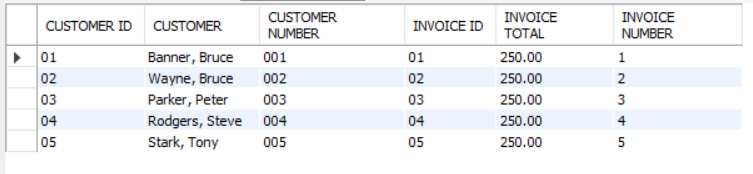 CUSTOMER ID CUSTOMER CUSTOMER NUMBER INVOICE ID INVOICE TOTAL INVOICE NUMBER
01 Banner, Bruce 001 01 250.00 1
02 Wayne, Bruce 002 02 250.00 2
03 Parker, Peter 003 03 250.00 3
04 Rodgers, Steve 004 04 250.00 4
05 Stark, Tony 005 05 250.00 5